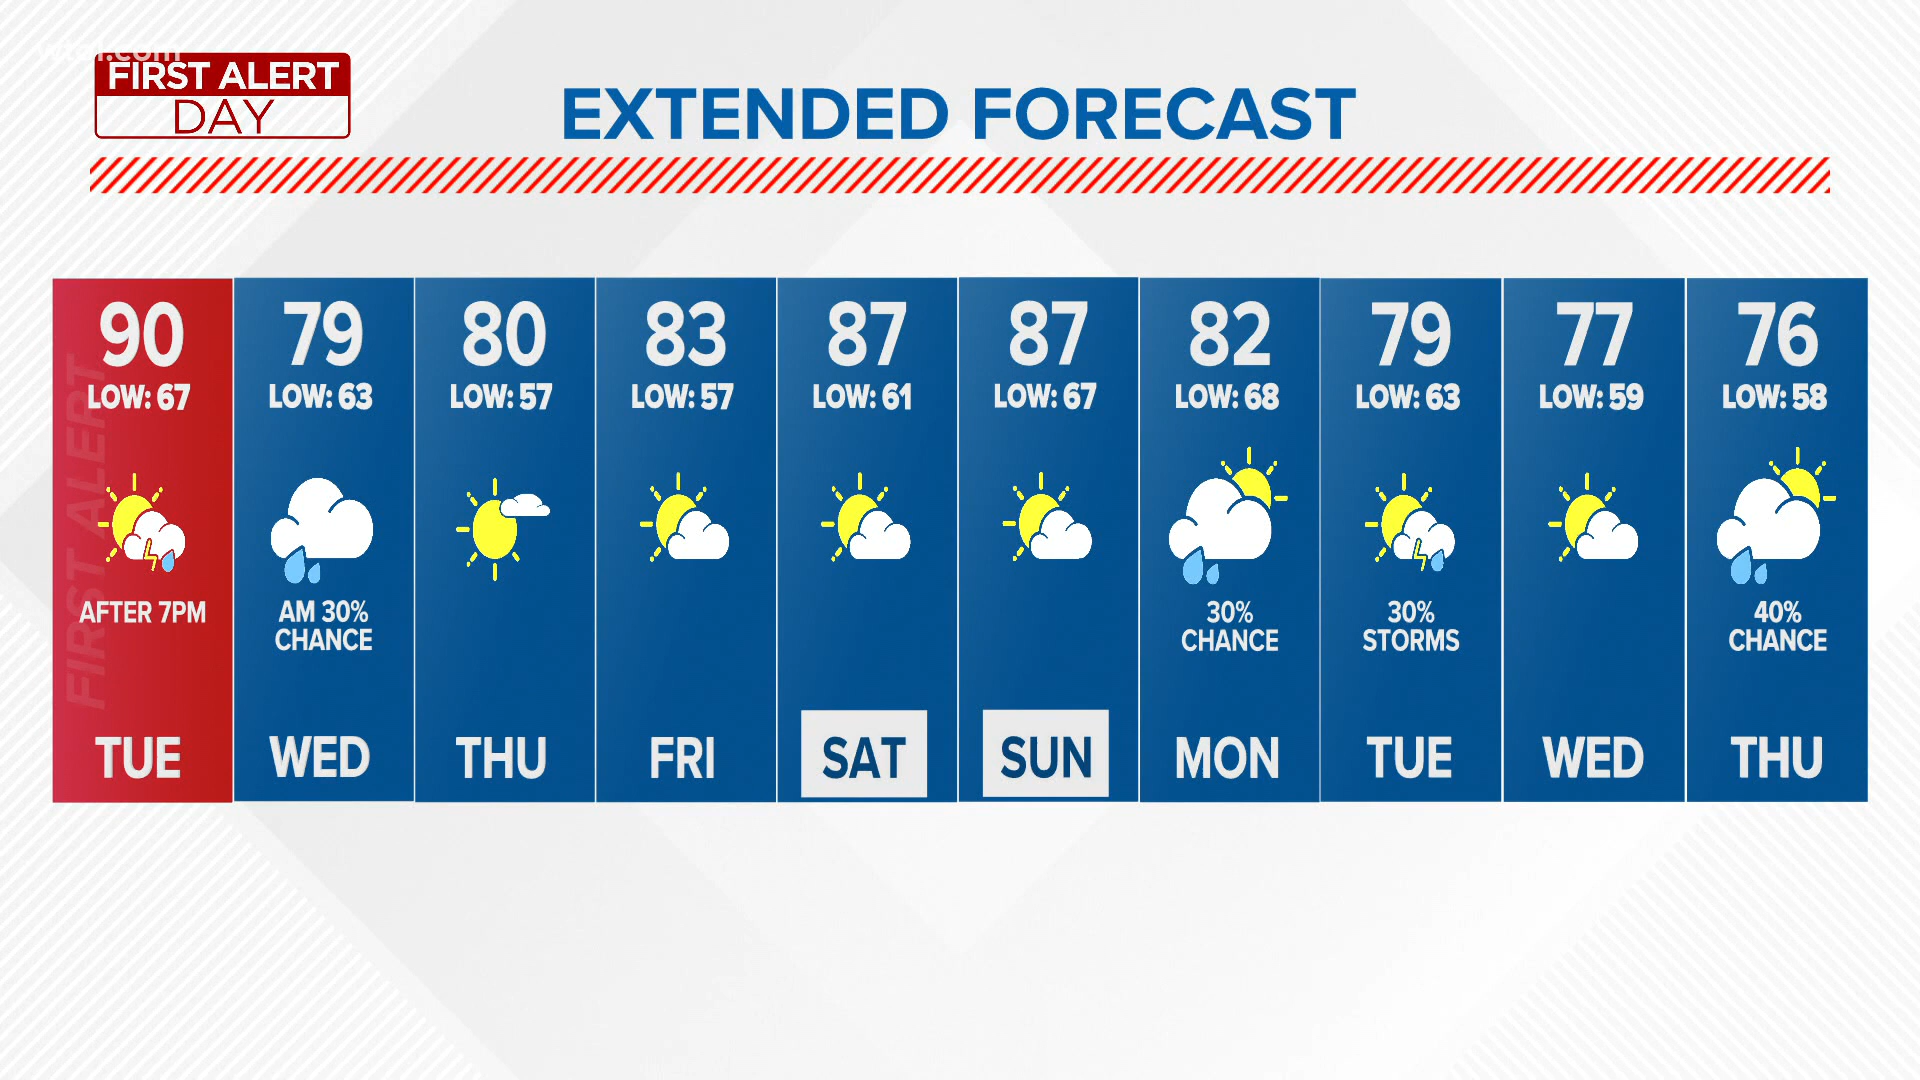 FIRST ALERT
DAY
EXTENDED FORECAST
90 79 80 83 87 87 82 79 77 76
LOW: 67 LOW: 63 LOW: 57 LOW: 57 LOW: 61 LOW: 67 LOW: 68 LOW: 63 LOW: 59 LOW: 58
FIRST ALERT
AFTER 7PM AM 30% 30% 30% 40%
CHANCE CHANCE STORMS CHANCE
TUE WED THU FRI SAT SUN MON TUE WED THU